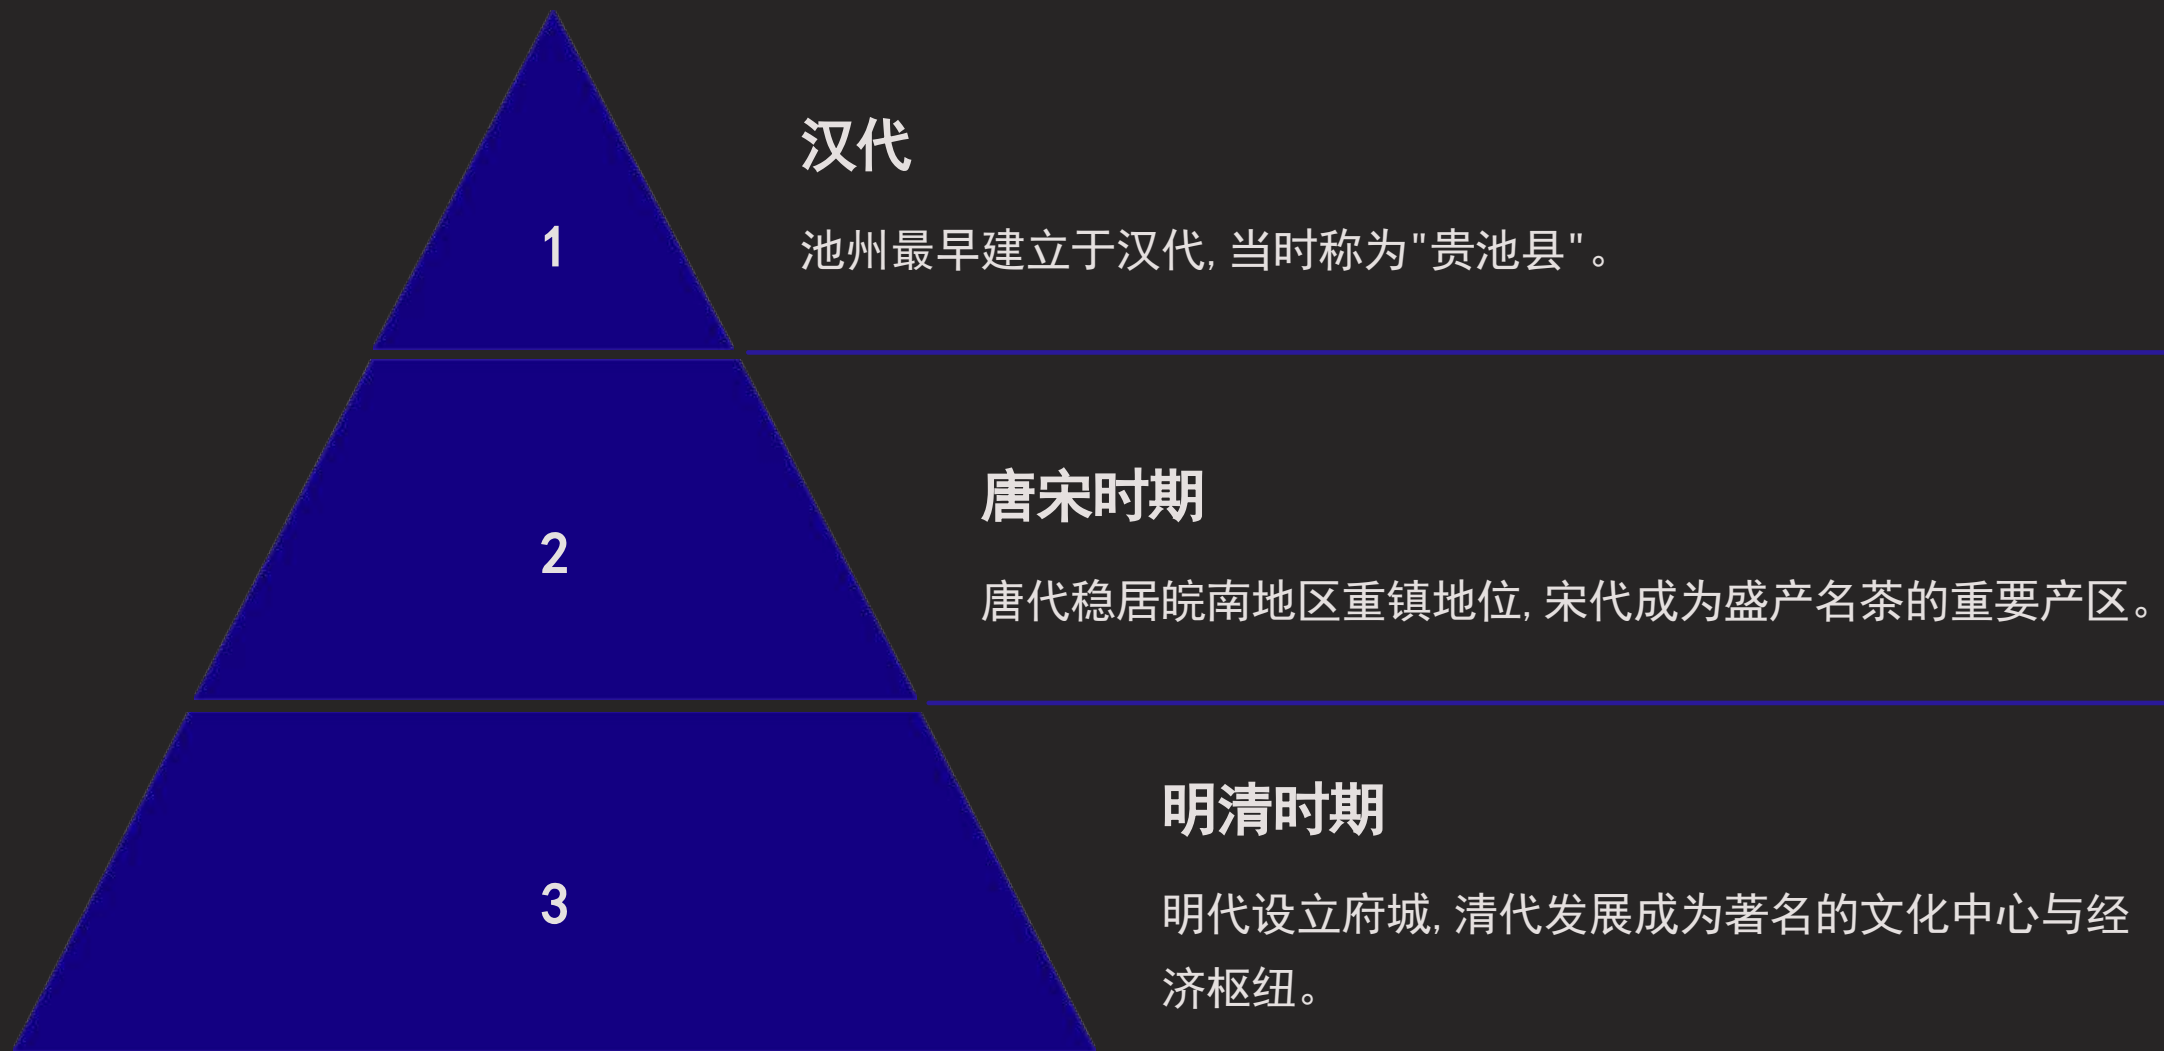 汉代
1
池州最早建立于汉代,当时称为"贵池县"。
唐宋时期
2
唐代稳居皖南地区重镇地位,宋代成为盛产名茶的重要产区。
明清时期
3
明代设立府城,清代发展成为著名的文化中心与经
济枢纽。